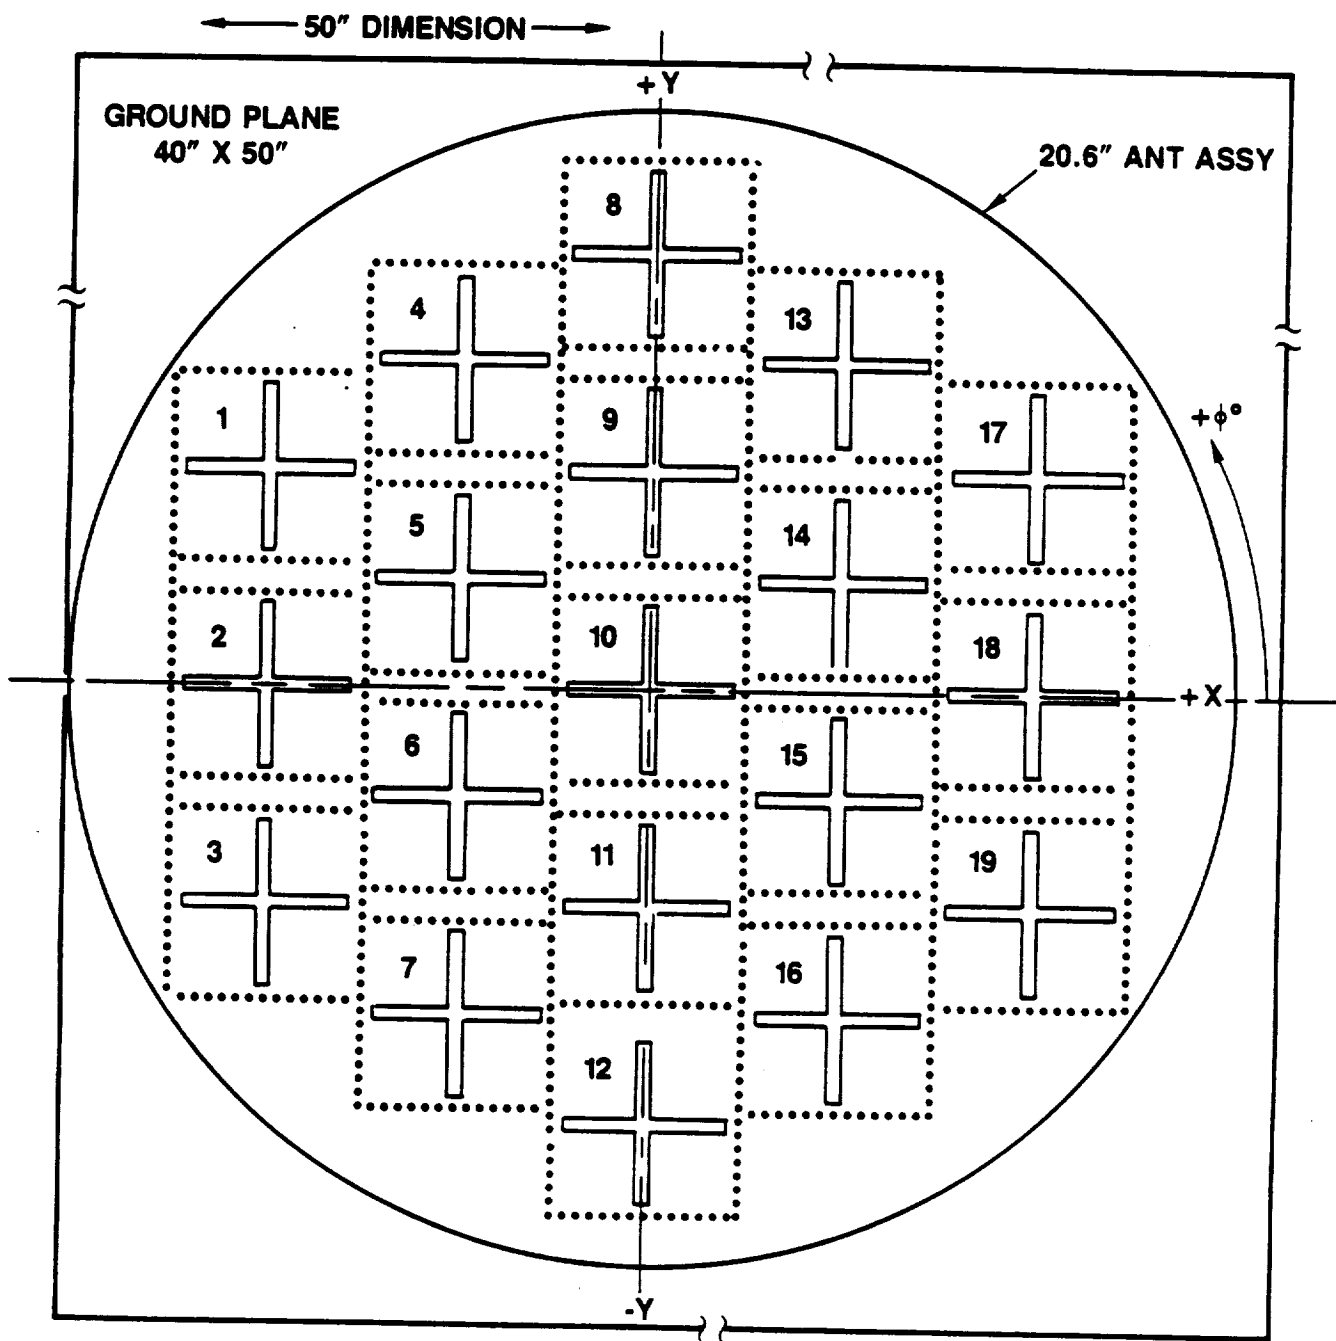 50" DIMENSION
+Y
GROUND PLANE
40" X 50"
20.6" ANT ASSY
8
4
13
1
9
17
+ϕ°
5
14
2
10
18
+X
6
15
3
11
19
7
16
12
-Y